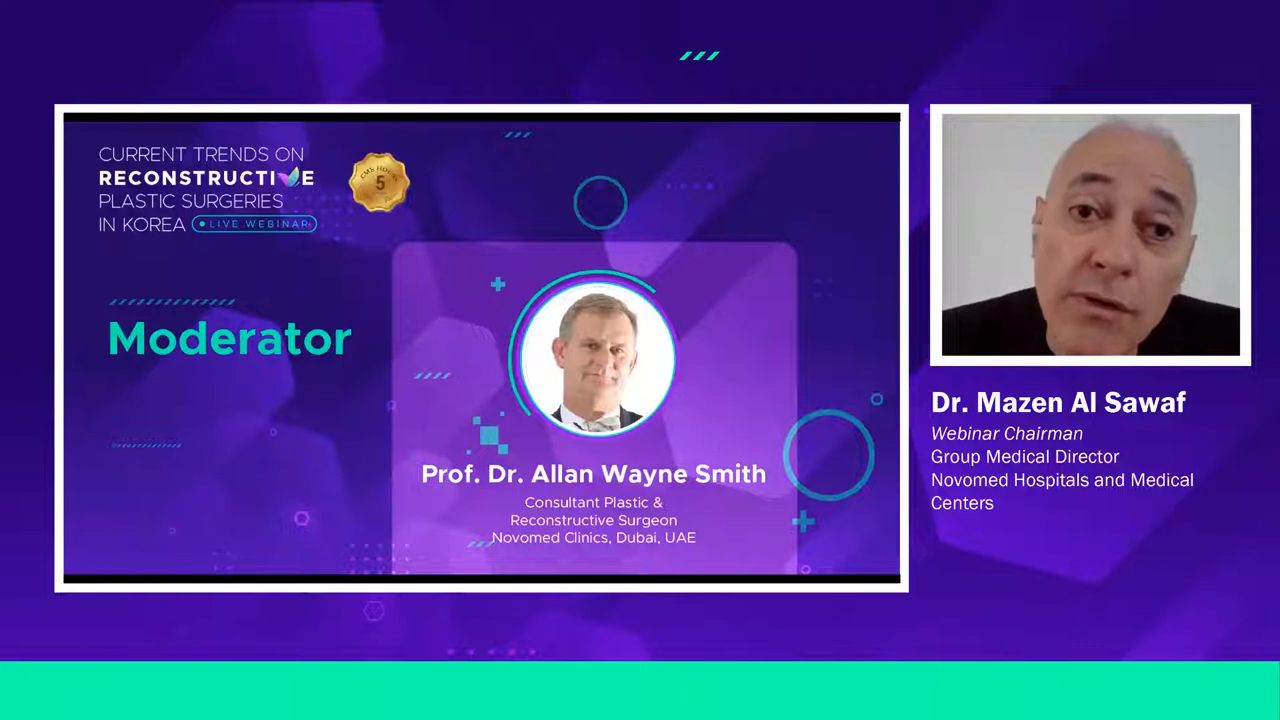 CURRENT TRENDS ON
RECONSTRUCTIVE
PLASTIC SURGERIES
IN KOREA LIVE WEBINAR
CME HOURS
5
Moderator
Prof. Dr. Allan Wayne Smith
Consultant Plastic &
Reconstructive Surgeon
Novomed Clinics, Dubai, UAE
Dr. Mazen Al Sawaf
Webinar Chairman
Group Medical Director
Novomed Hospitals and Medical
Centers